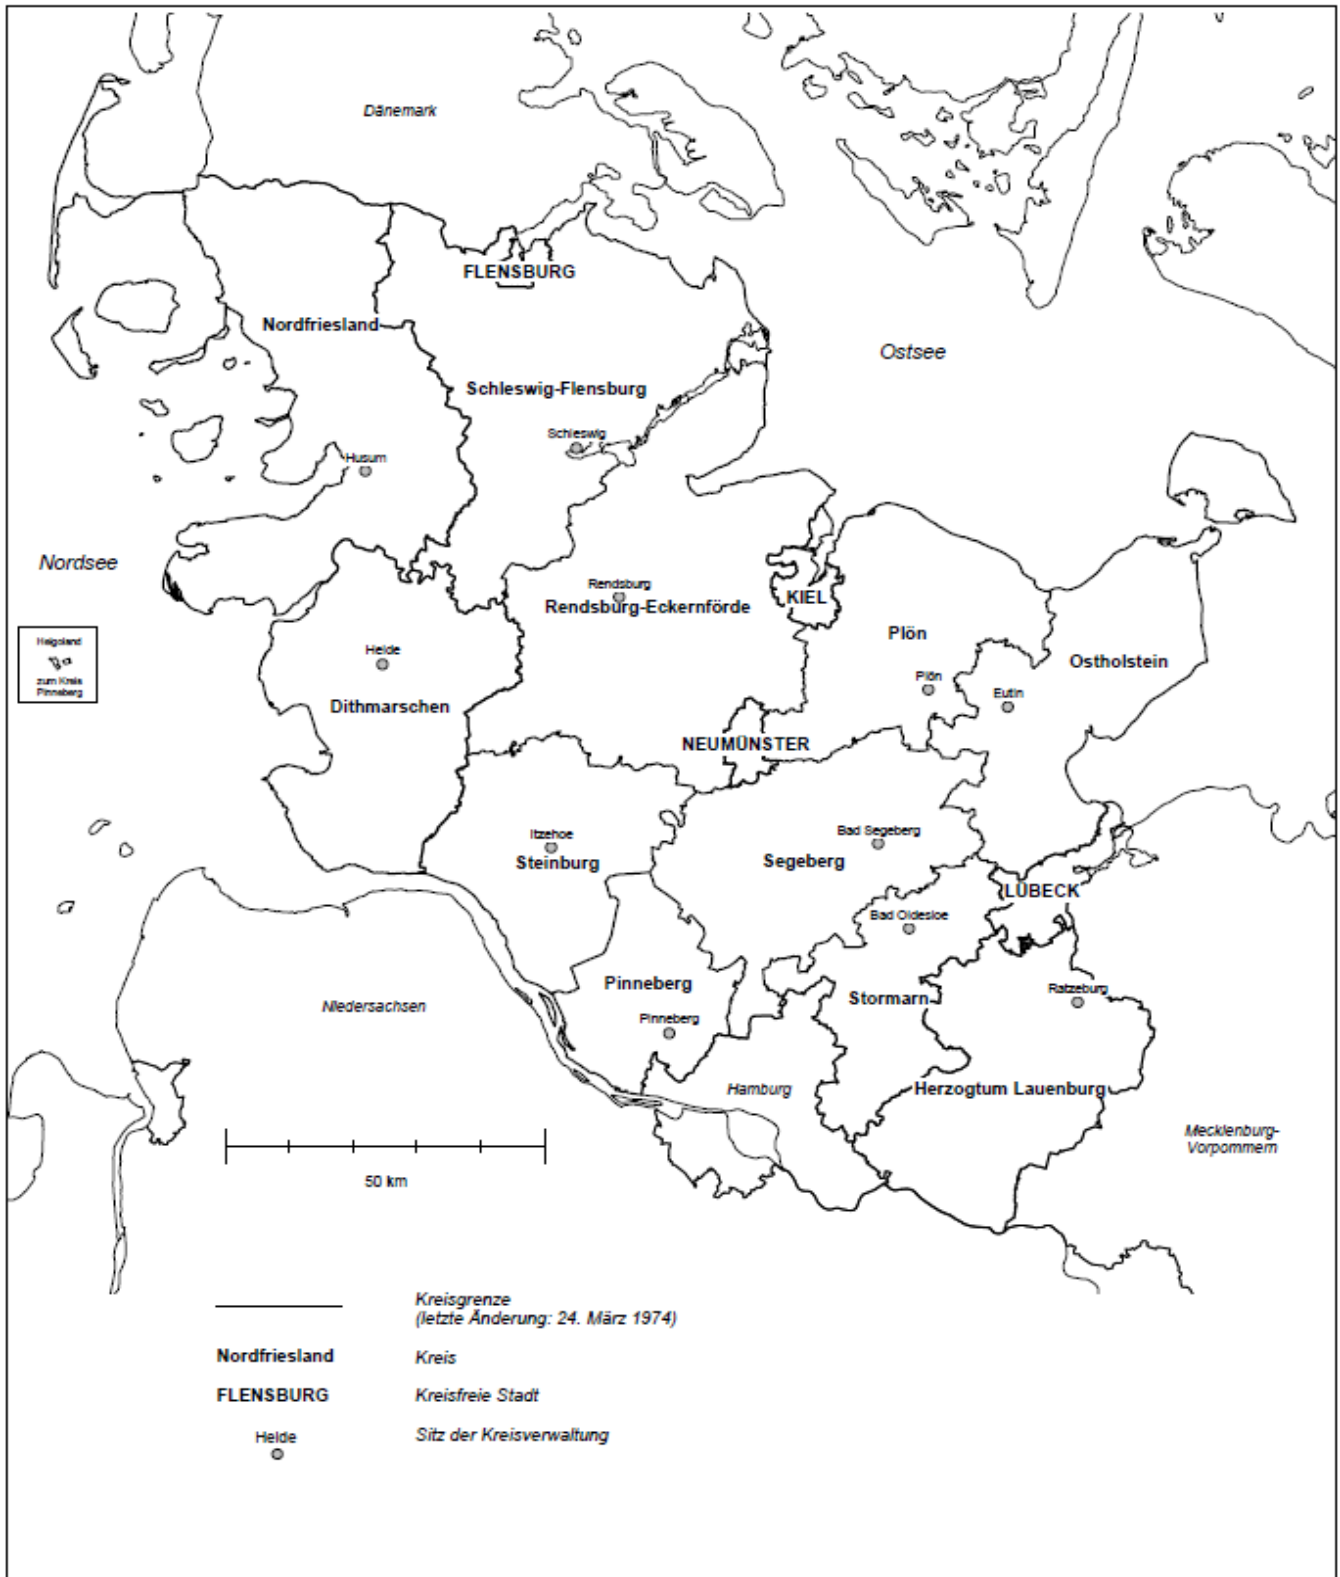 Dänemark
FLENSBURG
Nordfriesland
Ostsee
Schleswig-Flensburg
Schleswig
Husum
Nordsee
Rendsburg
Rendsburg-Eckernförde
KIEL
Plön
Helgoland
zum Kreis
Pinneberg
Heide
Ostholstein
Plön
Eutin
Dithmarschen
NEUMÜNSTER
Itzehoe
Steinburg
Bad Segeberg
Segeberg
LÜBECK
Bad Oldesloe
Pinneberg
Stormarn
Ratzeburg
Niedersachsen
Pinneberg
Hamburg
Herzogtum Lauenburg
Mecklenburg-
Vorpommern
50 km
Kreisgrenze
(letzte Änderung: 24. März 1974)
Nordfriesland Kreis
FLENSBURG Kreisfreie Stadt
Heide Sitz der Kreisverwaltung